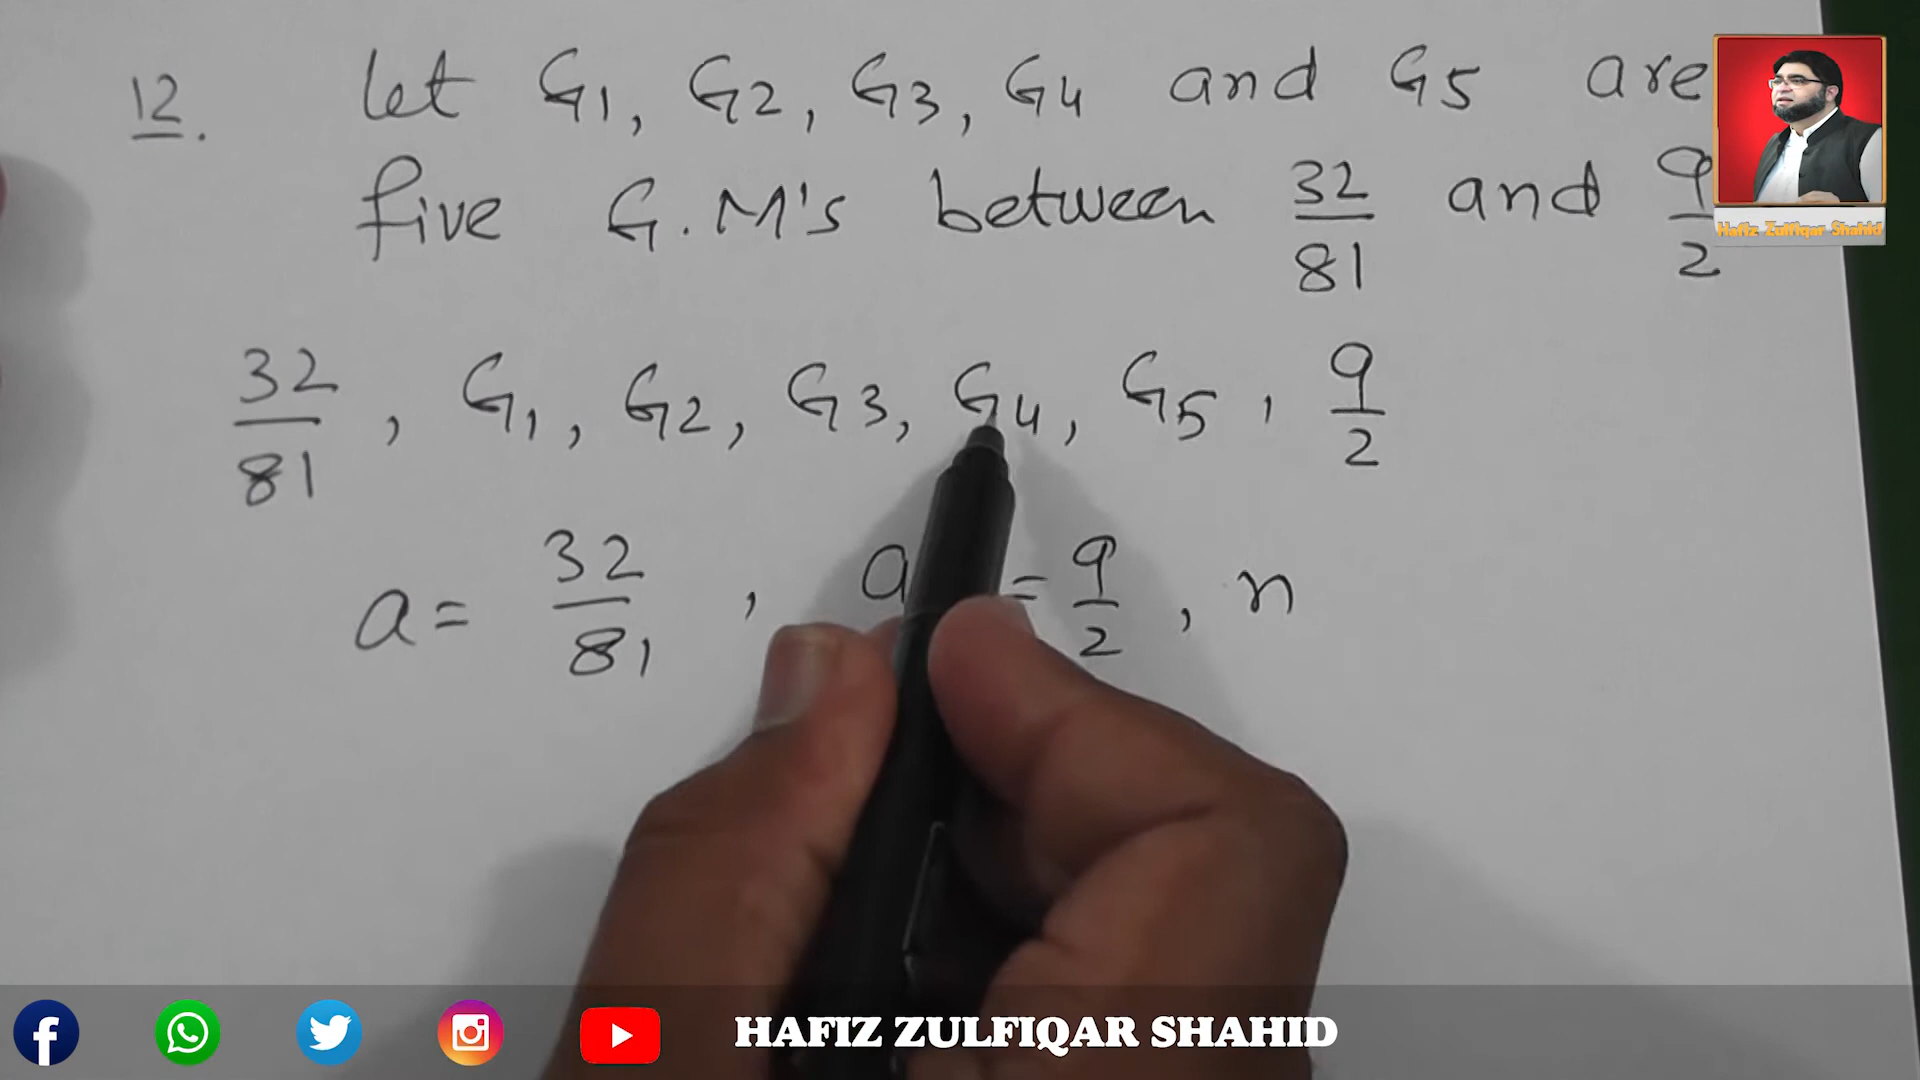 12. Let G1, G2, G3, G4 and G5 are
five G.M's between 32/81 and 9/2
32/81, G1, G2, G3, G4, G5, 9/2
a = 32/81, a = 9/2, n
Hafiz Zulfiqar Shahid
HAFIZ ZULFIQAR SHAHID